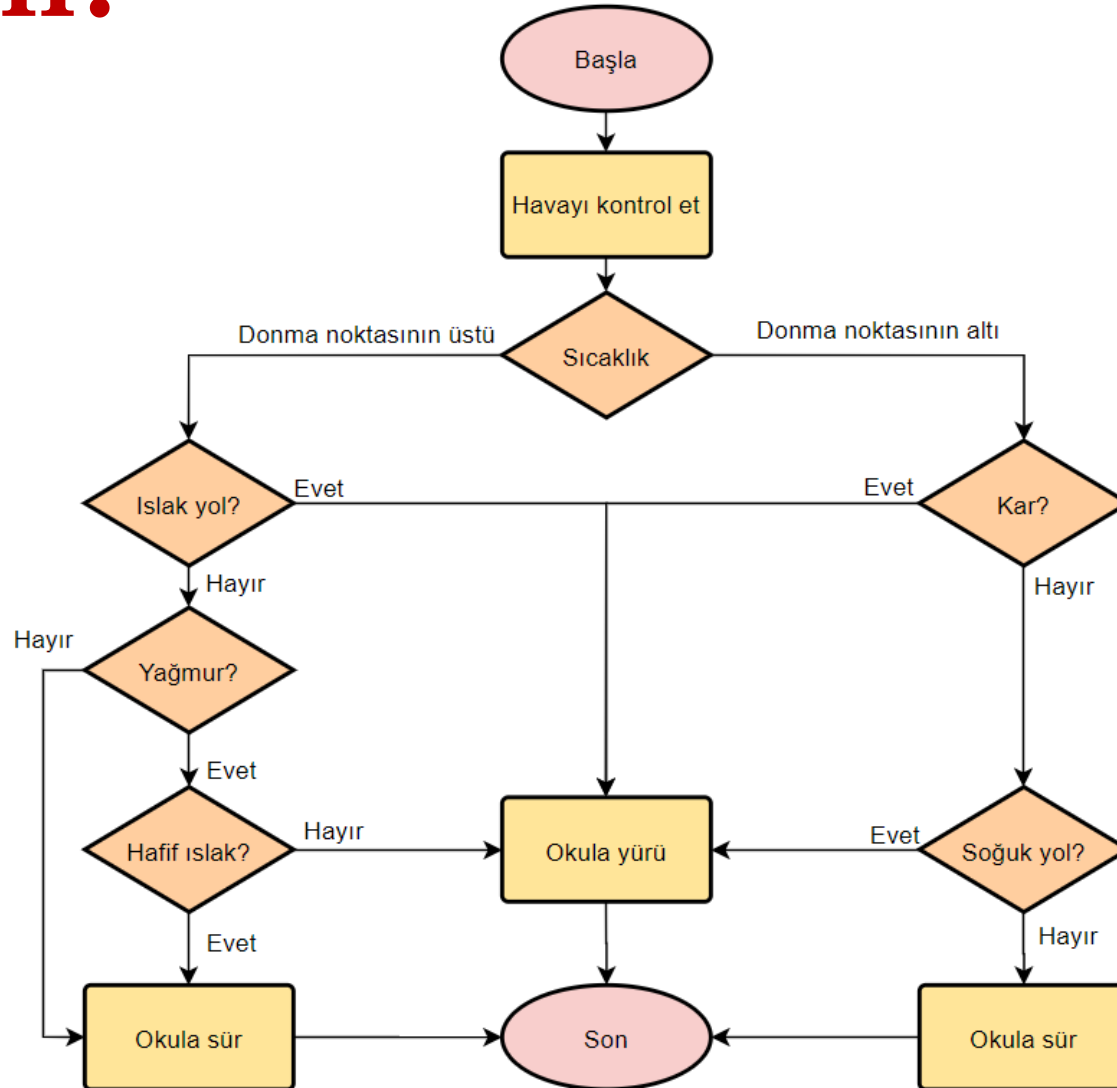 Başla
Havayı kontrol et
Donma noktasının üstü
Sıcaklık
Donma noktasının altı
Islak yol?
Evet
Evet
Kar?
Hayır
Hayır
Hayır
Yağmur?
Evet
Hafif ıslak?
Hayır
Okula yürü
Evet
Soğuk yol?
Evet
Hayır
Okula sür
Son
Okula sür